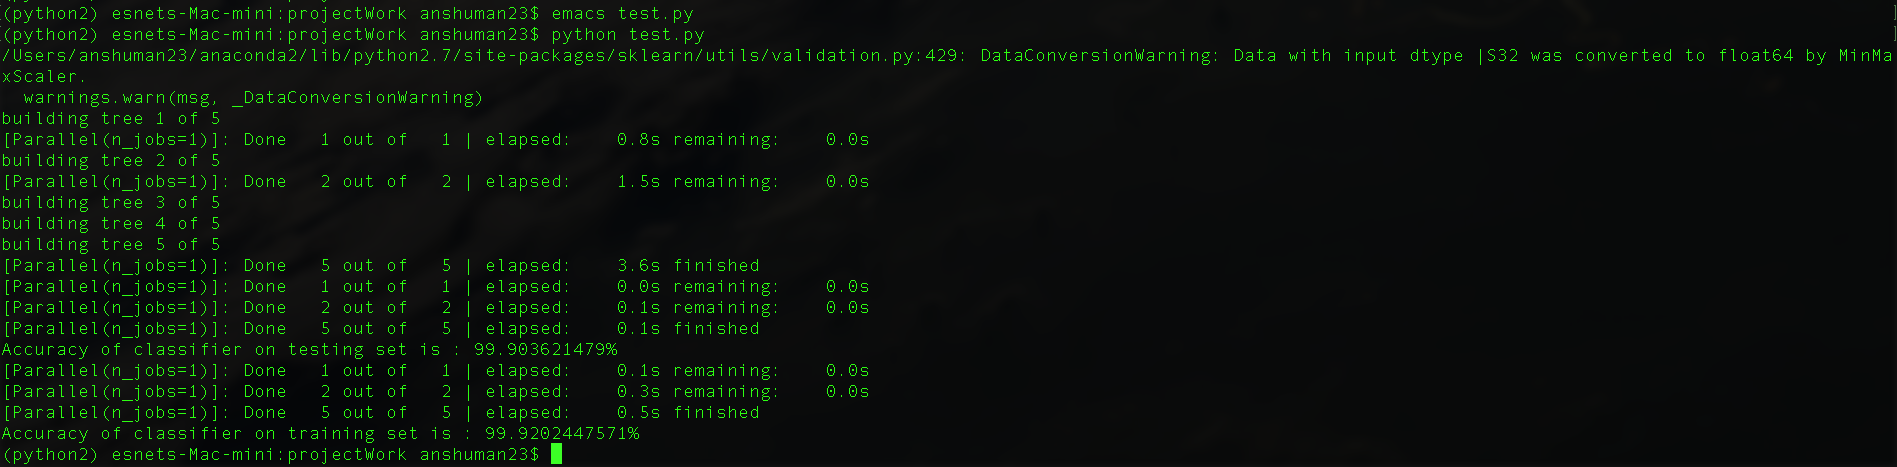 (python2) esnets-Mac-mini:projectWork anshuman23$ emacs test.py
(python2) esnets-Mac-mini:projectWork anshuman23$ python test.py
/Users/anshuman23/anaconda2/lib/python2.7/site-packages/sklearn/utils/validation.py:429: DataConversionWarning: Data with input dtype |S32 was converted to float64 by MinMa
xScaler.
  warnings.warn(msg, _DataConversionWarning)
building tree 1 of 5
[Parallel(n_jobs=1)]: Done   1 out of   1 | elapsed:    0.8s remaining:    0.0s
building tree 2 of 5
[Parallel(n_jobs=1)]: Done   2 out of   2 | elapsed:    1.5s remaining:    0.0s
building tree 3 of 5
building tree 4 of 5
building tree 5 of 5
[Parallel(n_jobs=1)]: Done   5 out of   5 | elapsed:    3.6s finished
[Parallel(n_jobs=1)]: Done   1 out of   1 | elapsed:    0.0s remaining:    0.0s
[Parallel(n_jobs=1)]: Done   2 out of   2 | elapsed:    0.1s remaining:    0.0s
[Parallel(n_jobs=1)]: Done   5 out of   5 | elapsed:    0.1s finished
Accuracy of classifier on testing set is : 99.903621479%
[Parallel(n_jobs=1)]: Done   1 out of   1 | elapsed:    0.1s remaining:    0.0s
[Parallel(n_jobs=1)]: Done   2 out of   2 | elapsed:    0.3s remaining:    0.0s
[Parallel(n_jobs=1)]: Done   5 out of   5 | elapsed:    0.5s finished
Accuracy of classifier on training set is : 99.9202447571%
(python2) esnets-Mac-mini:projectWork anshuman23$